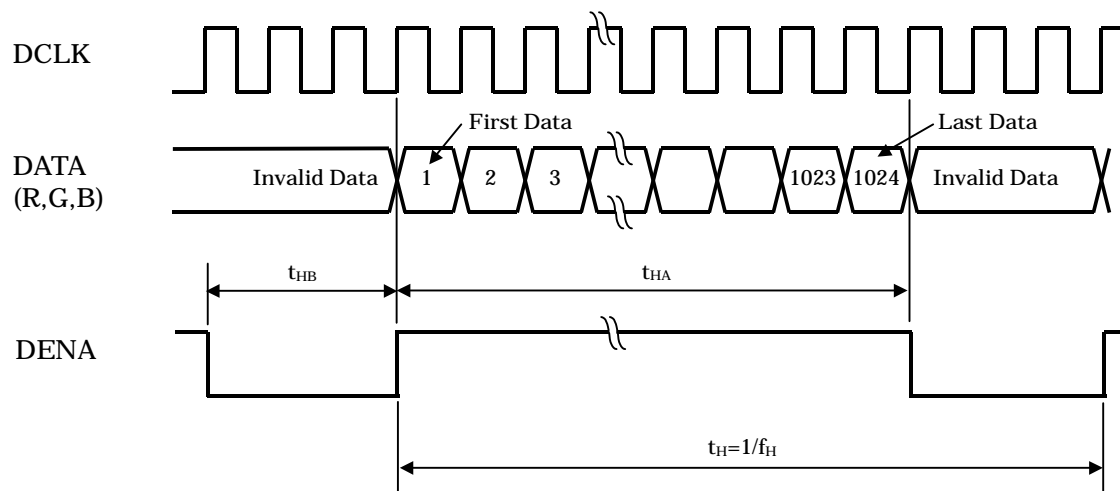 DCLK
First Data
Last Data
DATA
(R,G,B)
Invalid Data
1
2
3
1023
1024
Invalid Data
tHB
tHA
DENA
tH=1/fH